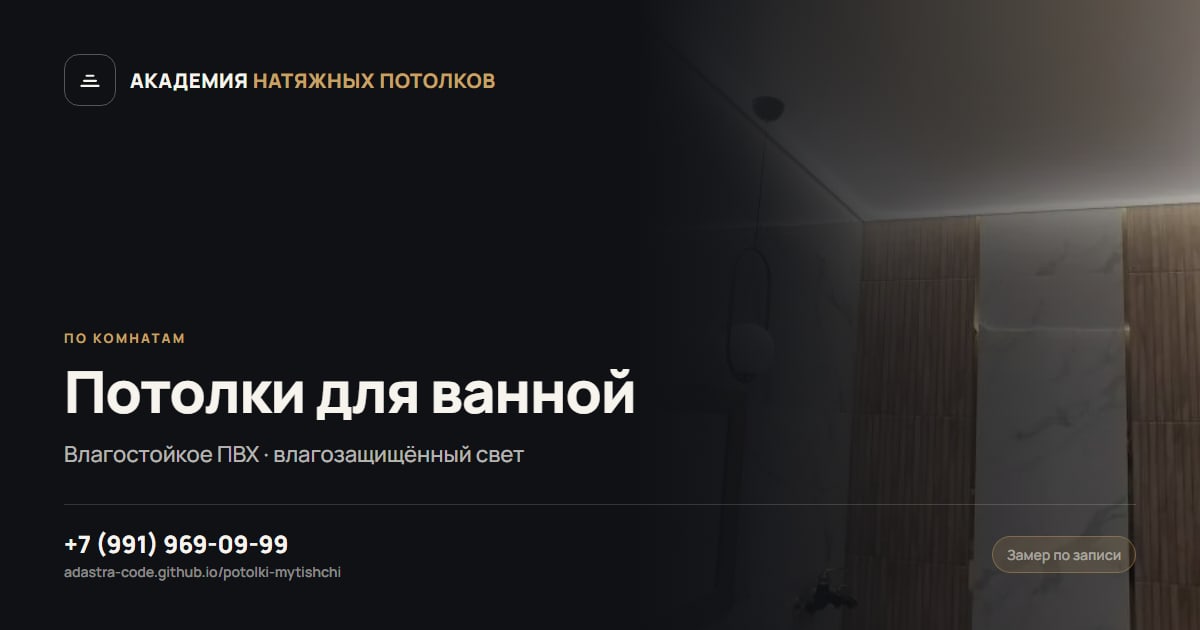 АКАДЕМИЯ НАТЯЖНЫХ ПОТОЛКОВ
ПО КОМНАТАМ
Потолки для ванной
Влагостойкое ПВХ · влагозащищённый свет
+7 (991) 969-09-99
adastra-code.github.io/potolki-mytishchi
Замер по записи